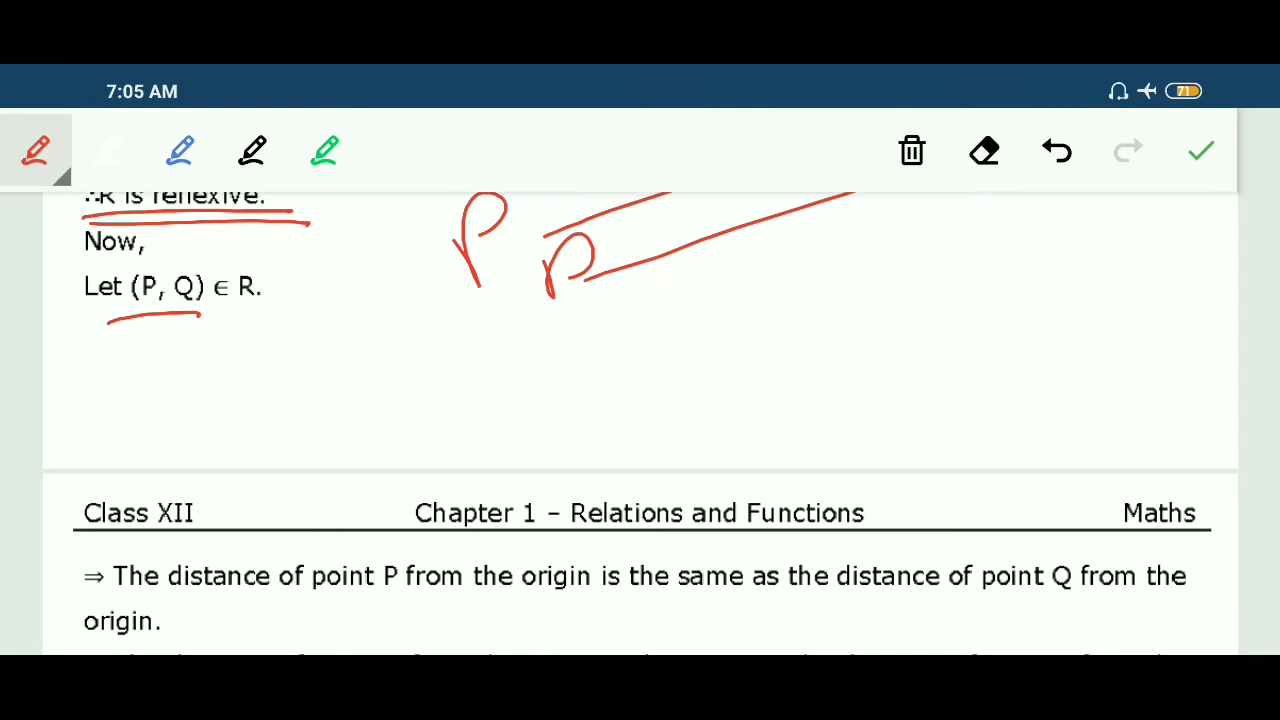 7:05 AM
71
∴R is reflexive.
P
Now,
P
Let (P, Q) ∈ R.
Class XII Chapter 1 – Relations and Functions Maths
⇒ The distance of point P from the origin is the same as the distance of point Q from the
origin.